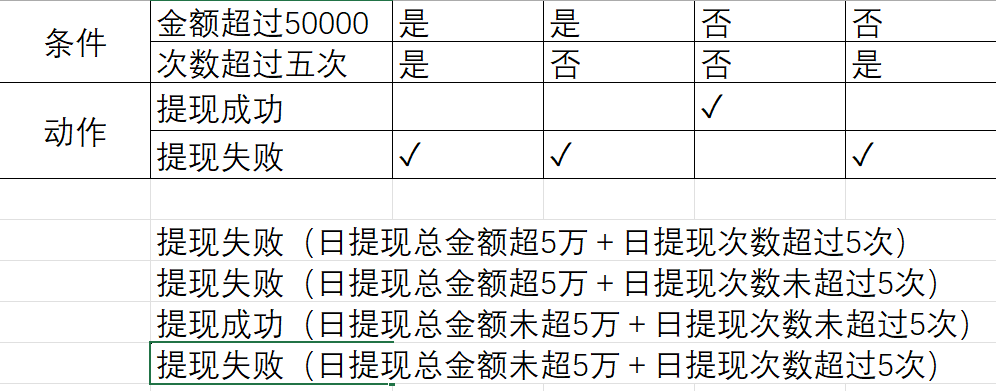 条件
金额超过50000 是 是 否 否
次数超过五次 是 否 否 是
动作
提现成功 ✓
提现失败 ✓ ✓ ✓
提现失败（日提现总金额超5万＋日提现次数超过5次）
提现失败（日提现总金额超5万＋日提现次数未超过5次）
提现成功（日提现总金额未超5万＋日提现次数未超过5次）
提现失败（日提现总金额未超5万＋日提现次数超过5次）